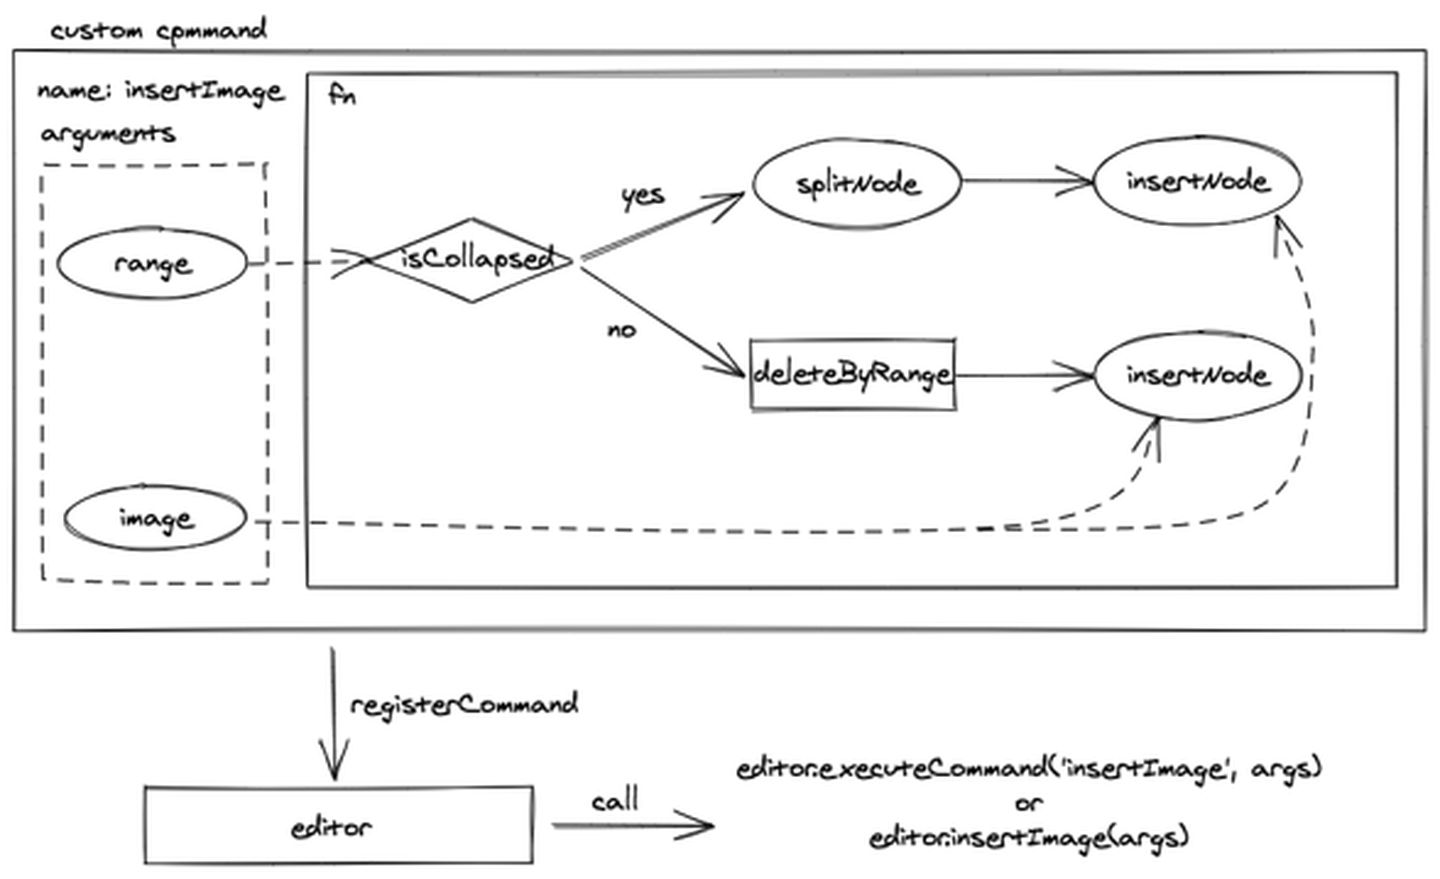 custom cpmmand
name: insertImage
arguments
fn
range
image
isCollapsed
yes
no
splitNode
insertNode
deleteByRange
insertNode
registerCommand
editor
call
editor.executeCommand('insertImage', args)
or
editor.insertImage(args)